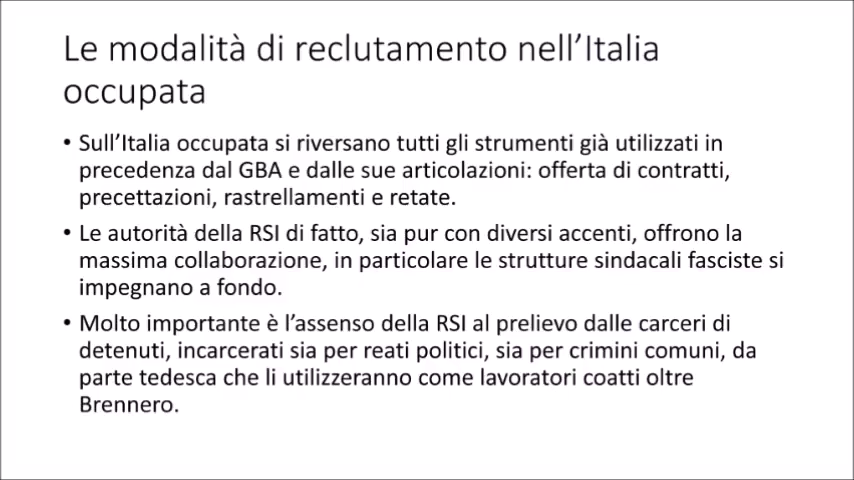 Le modalità di reclutamento nell’Italia
occupata
• Sull’Italia occupata si riversano tutti gli strumenti già utilizzati in
precedenza dal GBA e dalle sue articolazioni: offerta di contratti,
precettazioni, rastrellamenti e retate.
• Le autorità della RSI di fatto, sia pur con diversi accenti, offrono la
massima collaborazione, in particolare le strutture sindacali fasciste si
impegnano a fondo.
• Molto importante è l’assenso della RSI al prelievo dalle carceri di
detenuti, incarcerati sia per reati politici, sia per crimini comuni, da
parte tedesca che li utilizzeranno come lavoratori coatti oltre
Brennero.